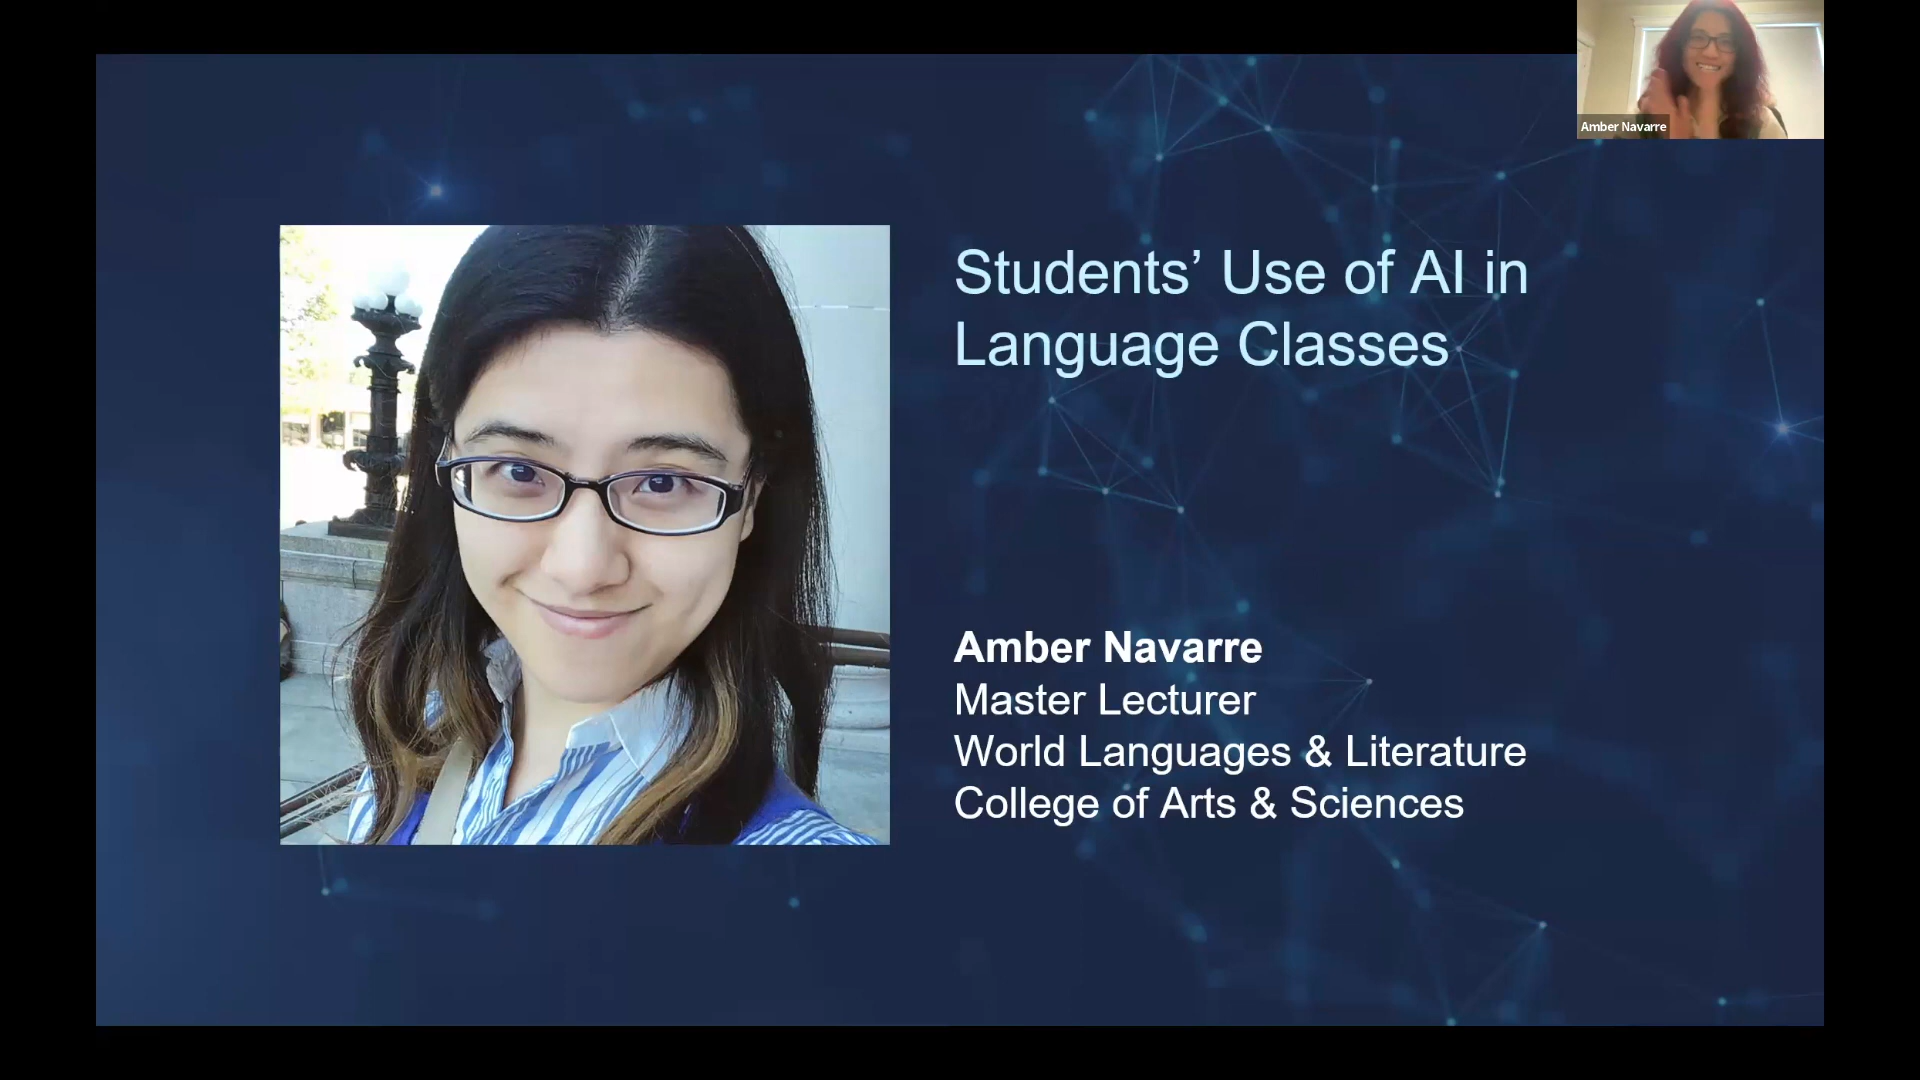 Amber Navarre
Students’ Use of AI in
Language Classes
Amber Navarre
Master Lecturer
World Languages & Literature
College of Arts & Sciences